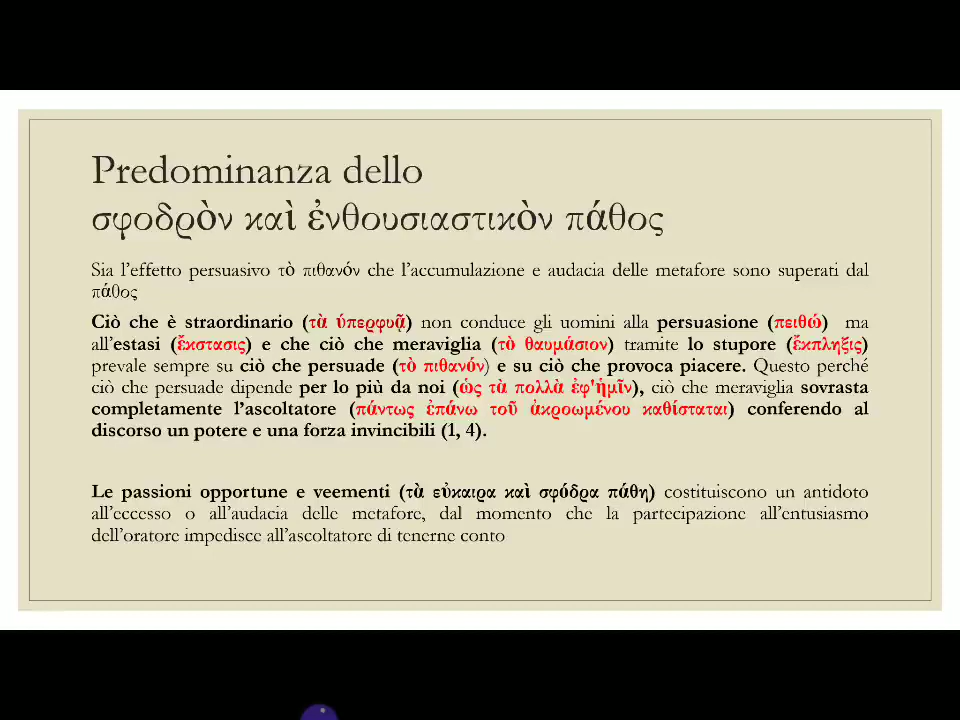 Predominanza dello
σφοδρὸν καὶ ἐνθουσιαστικὸν πάθος
Sia l’effetto persuasivo τὸ πιθανόν che l’accumulazione e audacia delle metafore sono superati dal
πάθος
Ciò che è straordinario (τὰ ὑπερφυᾶ) non conduce gli uomini alla persuasione (πειθώ) ma
all’estasi (ἔκστασις) e che ciò che meraviglia (τὸ θαυμάσιον) tramite lo stupore (ἔκπληξις)
prevale sempre su ciò che persuade (τὸ πιθανόν) e su ciò che provoca piacere. Questo perché
ciò che persuade dipende per lo più da noi (ὡς τὰ πολλὰ ἐφ'ἡμῖν), ciò che meraviglia sovrasta
completamente l’ascoltatore (πάντως ἐπάνω τοῦ ἀκροωμένου καθίσταται) conferendo al
discorso un potere e una forza invincibili (1, 4).
Le passioni opportune e veementi (τὰ εὔκαιρα καὶ σφόδρα πάθη) costituiscono un antidoto
all’eccesso o all’audacia delle metafore, dal momento che la partecipazione all’entusiasmo
dell’oratore impedisce all’ascoltatore di tenerne conto